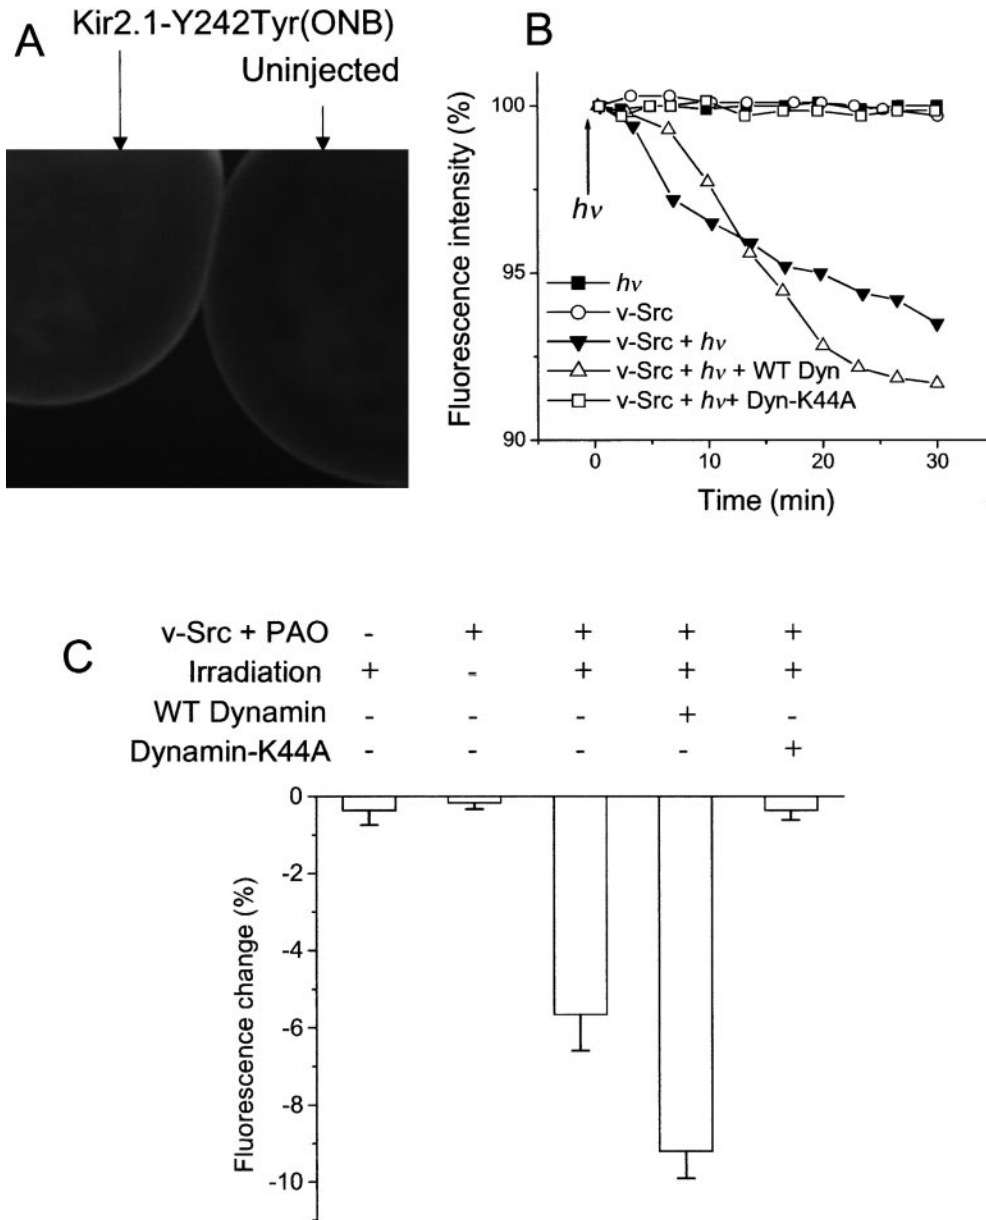 A
Kir2.1-Y242Tyr(ONB)
Uninjected
B
Fluorescence intensity (%)
100
95
90
hν
hν
v-Src
v-Src + hν
v-Src + hν + WT Dyn
v-Src + hν+ Dyn-K44A
0 10 20 30
Time (min)
C
v-Src + PAO - + + + +
Irradiation + - + + +
WT Dynamin - - - + -
Dynamin-K44A - - - - +
Fluorescence change (%)
0
-2
-4
-6
-8
-10